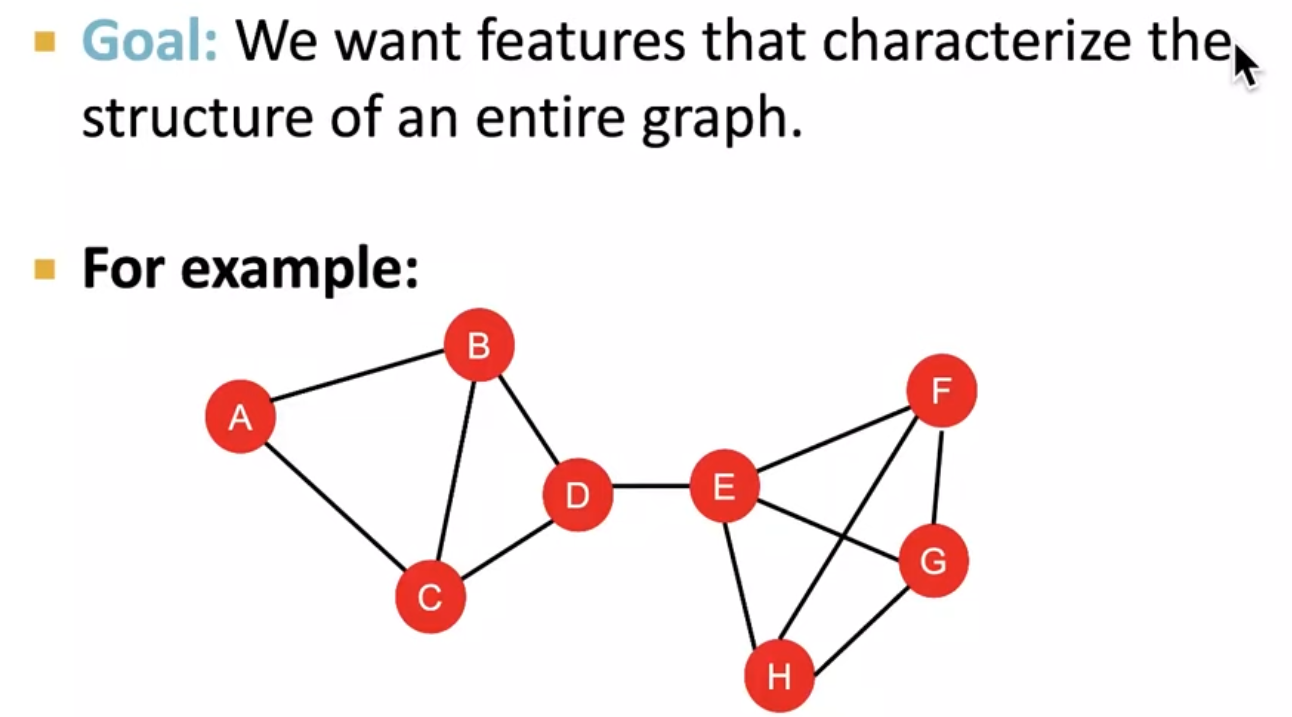 Goal: We want features that characterize the
structure of an entire graph.
For example:
B
F
A
D
E
G
C
H